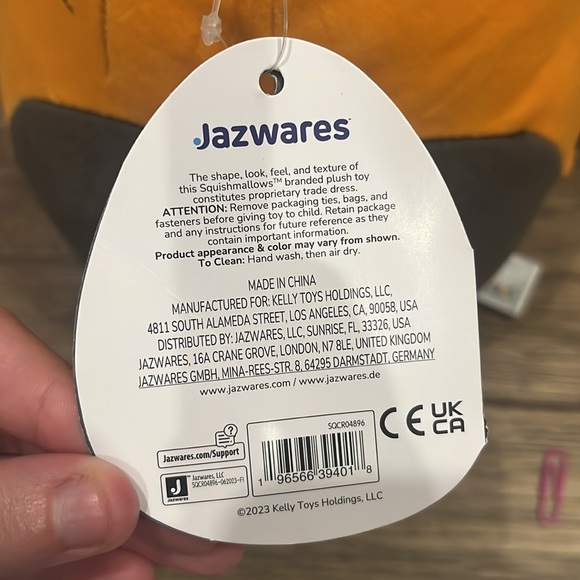 Jazwares
The shape, look, feel, and texture of
this Squishmallows™ branded plush toy
constitutes proprietary trade dress.
ATTENTION: Remove packaging ties, bags, and
fasteners before giving toy to child. Retain package
and any instructions for future reference as they
contain important information.
Product appearance & color may vary from shown.
To Clean: Hand wash, then air dry.
MADE IN CHINA
MANUFACTURED FOR: KELLY TOYS HOLDINGS, LLC,
4811 SOUTH ALAMEDA STREET, LOS ANGELES, CA, 90058, USA
DISTRIBUTED BY: JAZWARES, LLC, SUNRISE, FL, 33326, USA
JAZWARES, 16A CRANE GROVE, LONDON, N7 8LE, UNITED KINGDOM
JAZWARES GMBH, MINA-REES-STR. 8, 64295 DARMSTADT, GERMANY
www.jazwares.com / www.jazwares.de
?
Jazwares.com/Support
J
Jazwares
Jazwares, LLC
SQCR04896-062023-FI
SQCR04896
1 96566 39401 8
CE UK
CA
©2023 Kelly Toys Holdings, LLC